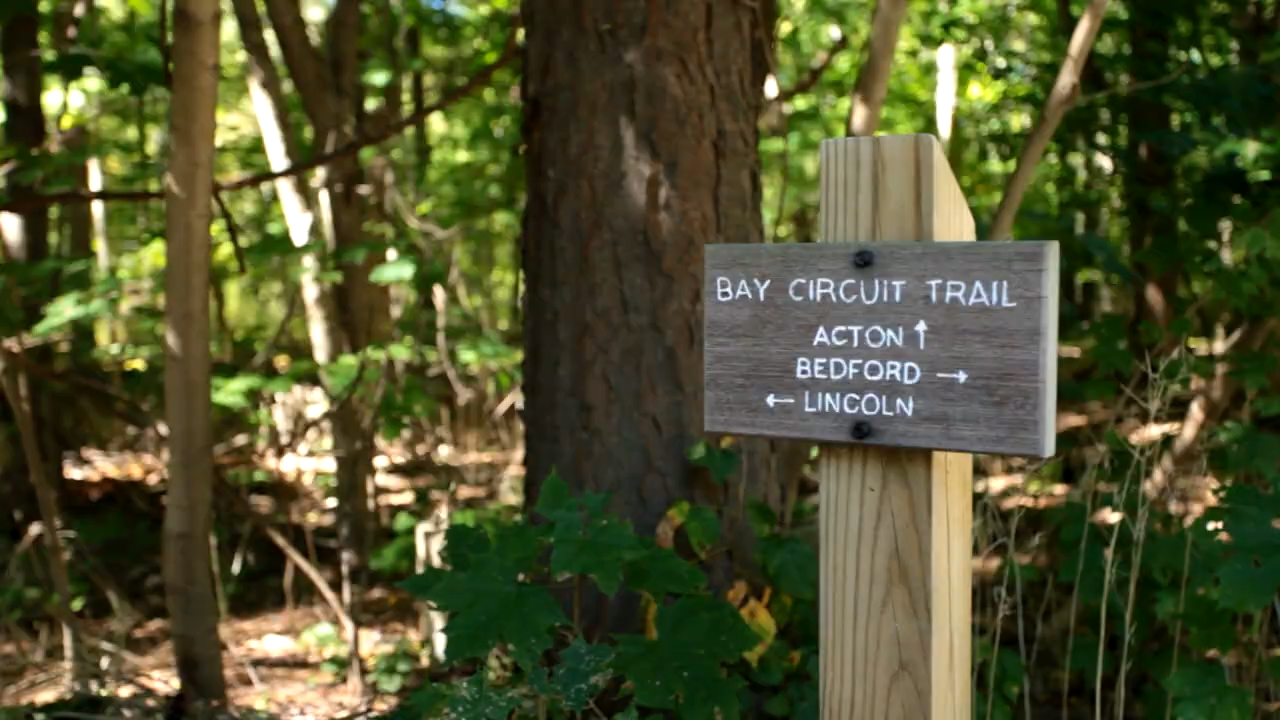 BAY CIRCUIT TRAIL
ACTON ↑
BEDFORD →
← LINCOLN